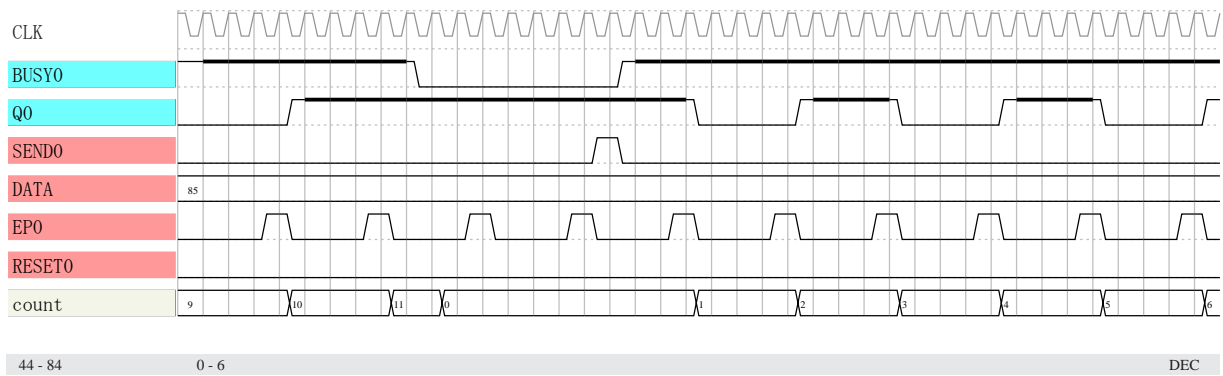 CLK
BUSY0
Q0
SEND0
DATA 85
EP0
RESET0
count 9 10 11 0 1 2 3 4 5 6
44 - 84 0 - 6 DEC